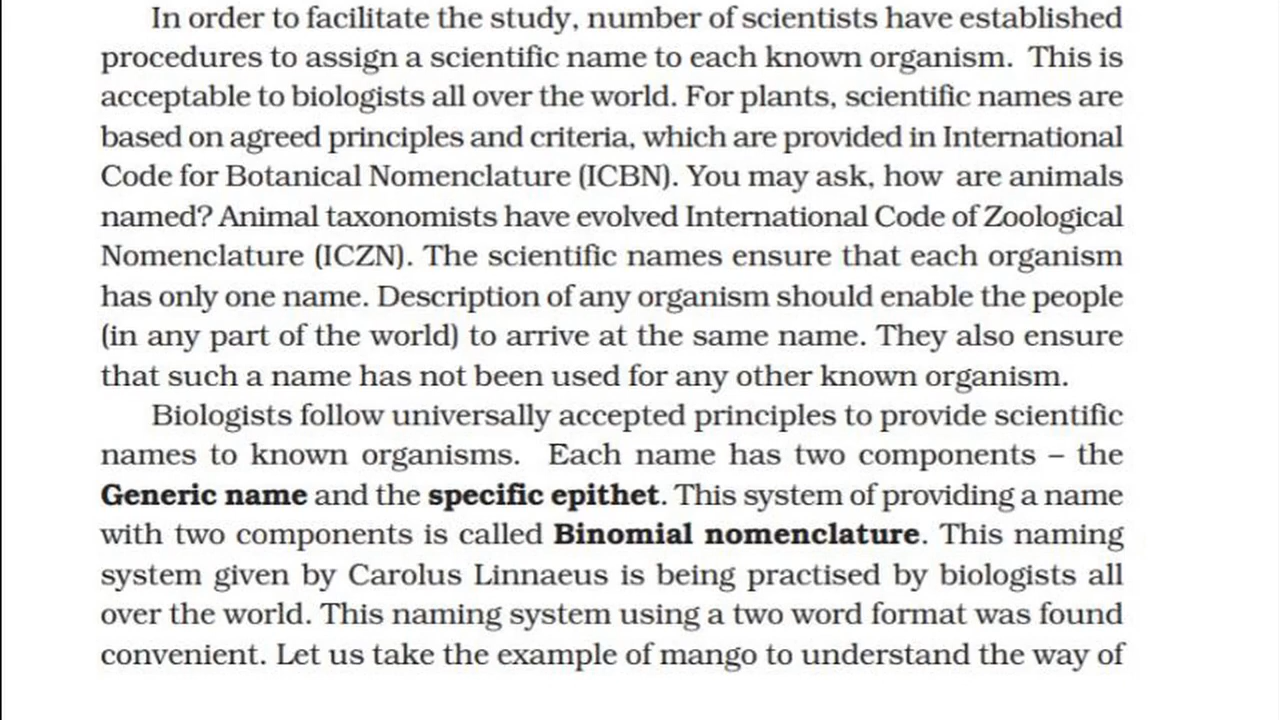 In order to facilitate the study, number of scientists have established
procedures to assign a scientific name to each known organism. This is
acceptable to biologists all over the world. For plants, scientific names are
based on agreed principles and criteria, which are provided in International
Code for Botanical Nomenclature (ICBN). You may ask, how are animals
named? Animal taxonomists have evolved International Code of Zoological
Nomenclature (ICZN). The scientific names ensure that each organism
has only one name. Description of any organism should enable the people
(in any part of the world) to arrive at the same name. They also ensure
that such a name has not been used for any other known organism.
Biologists follow universally accepted principles to provide scientific
names to known organisms. Each name has two components – the
Generic name and the specific epithet. This system of providing a name
with two components is called Binomial nomenclature. This naming
system given by Carolus Linnaeus is being practised by biologists all
over the world. This naming system using a two word format was found
convenient. Let us take the example of mango to understand the way of